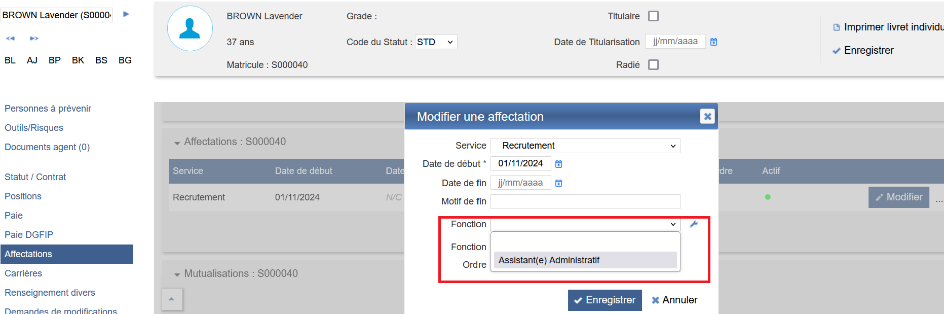 BROWN Lavender (S0000
BL AJ BP BK BS BG
Personnes à prévenir
Outils/Risques
Documents agent (0)
Statut / Contrat
Positions
Paie
Paie DGFIP
Affectations
Carrières
Renseignement divers
Demandes de modifications
BROWN Lavender
37 ans
Matricule : S000040
Grade :
Code du Statut : STD
Titulaire
Date de Titularisation jj/mm/aaaa
Radié
Imprimer livret individu
Enregistrer
Affectations : S000040
Service Date de début Date rdre Actif
Recrutement 01/11/2024 N/C Modifier ...
Mutualisations : S000040
Modifier une affectation
Service Recrutement
Date de début * 01/11/2024
Date de fin jj/mm/aaaa
Motif de fin
Fonction
Fonction
Assistant(e) Administratif
Ordre
Enregistrer Annuler